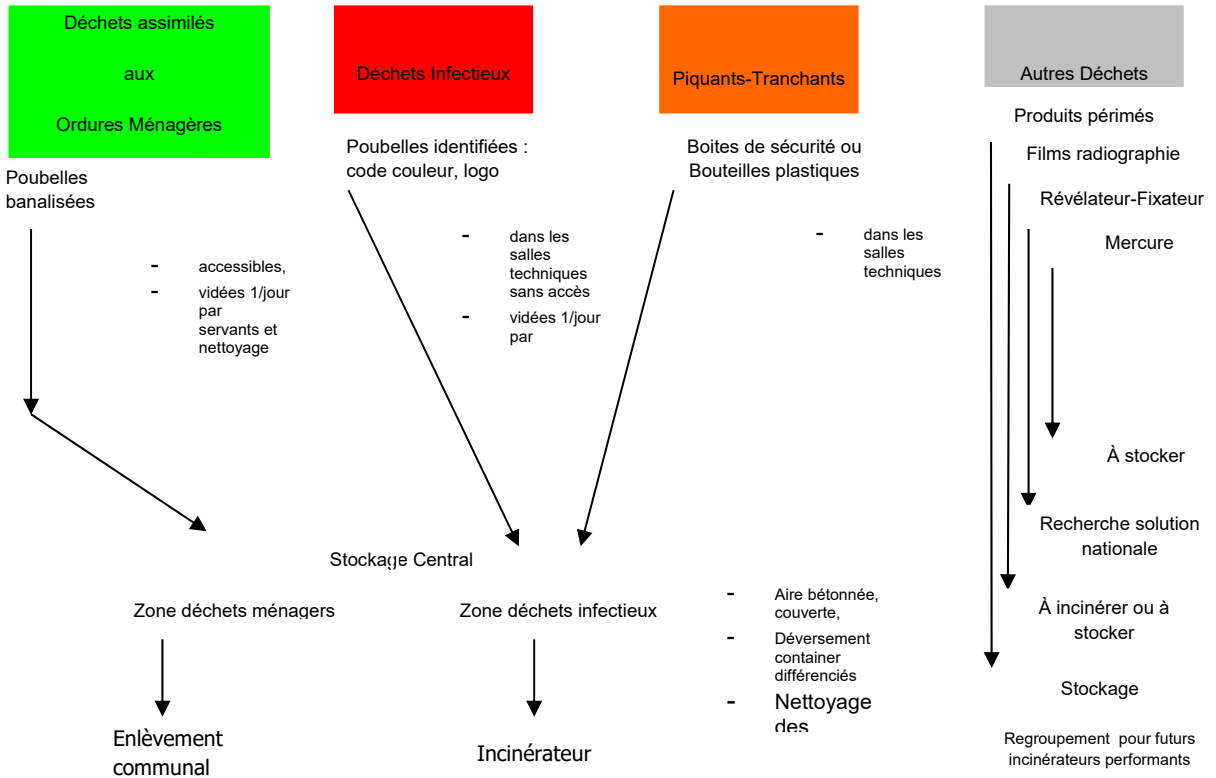 Déchets assimilés
aux
Ordures Ménagères
Déchets Infectieux
Piquants-Tranchants
Autres Déchets
Poubelles
banalisées
- accessibles,
- vidées 1/jour
par
servants et
nettoyage
Poubelles identifiées :
code couleur, logo
- dans les
salles
techniques
sans accès
- vidées 1/jour
par
Boites de sécurité ou
Bouteilles plastiques
- dans les
salles
techniques
Produits périmés
Films radiographie
Révélateur-Fixateur
Mercure
À stocker
Recherche solution
nationale
À incinérer ou à
stocker
Stockage
Regroupement pour futurs
incinérateurs performants
Stockage Central
Zone déchets ménagers
Zone déchets infectieux
- Aire bétonnée,
couverte,
- Déversement
container
différenciés
- Nettoyage
des
Enlèvement
communal
Incinérateur